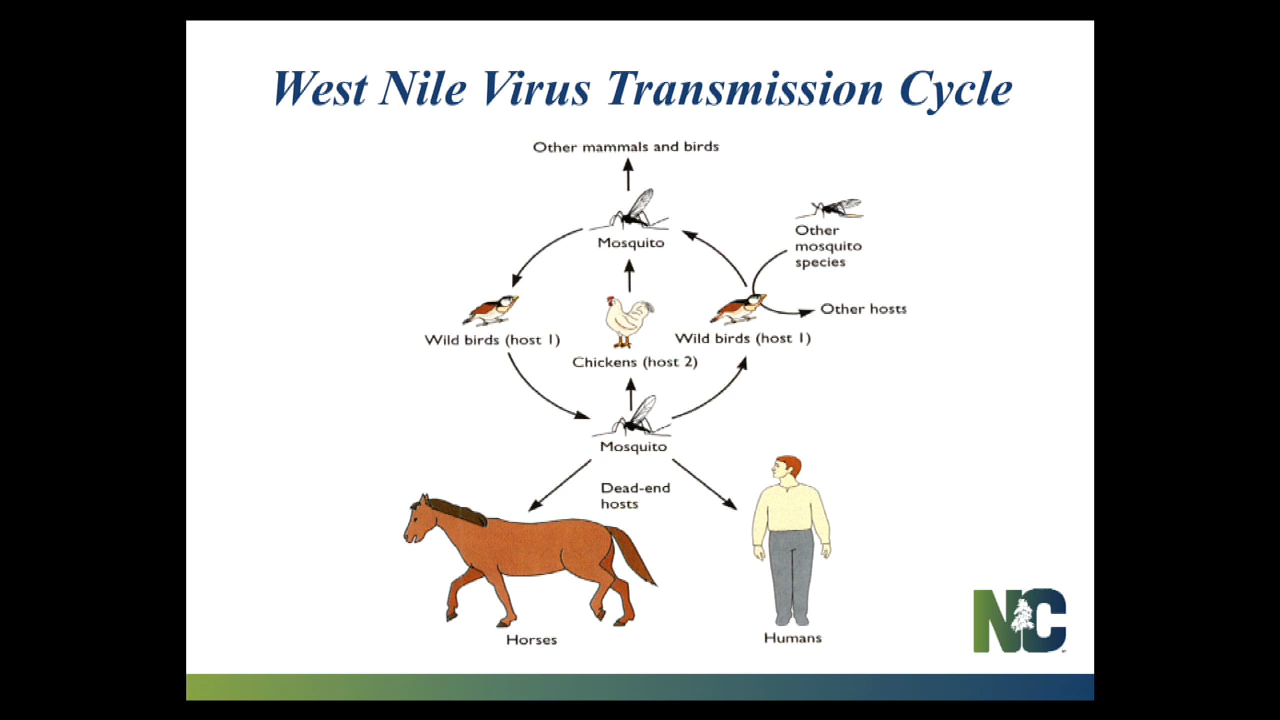 West Nile Virus Transmission Cycle
Other mammals and birds
Mosquito
Other
mosquito
species
Other hosts
Wild birds (host 1)
Chickens (host 2)
Wild birds (host 1)
Mosquito
Dead-end
hosts
Horses
Humans
NC